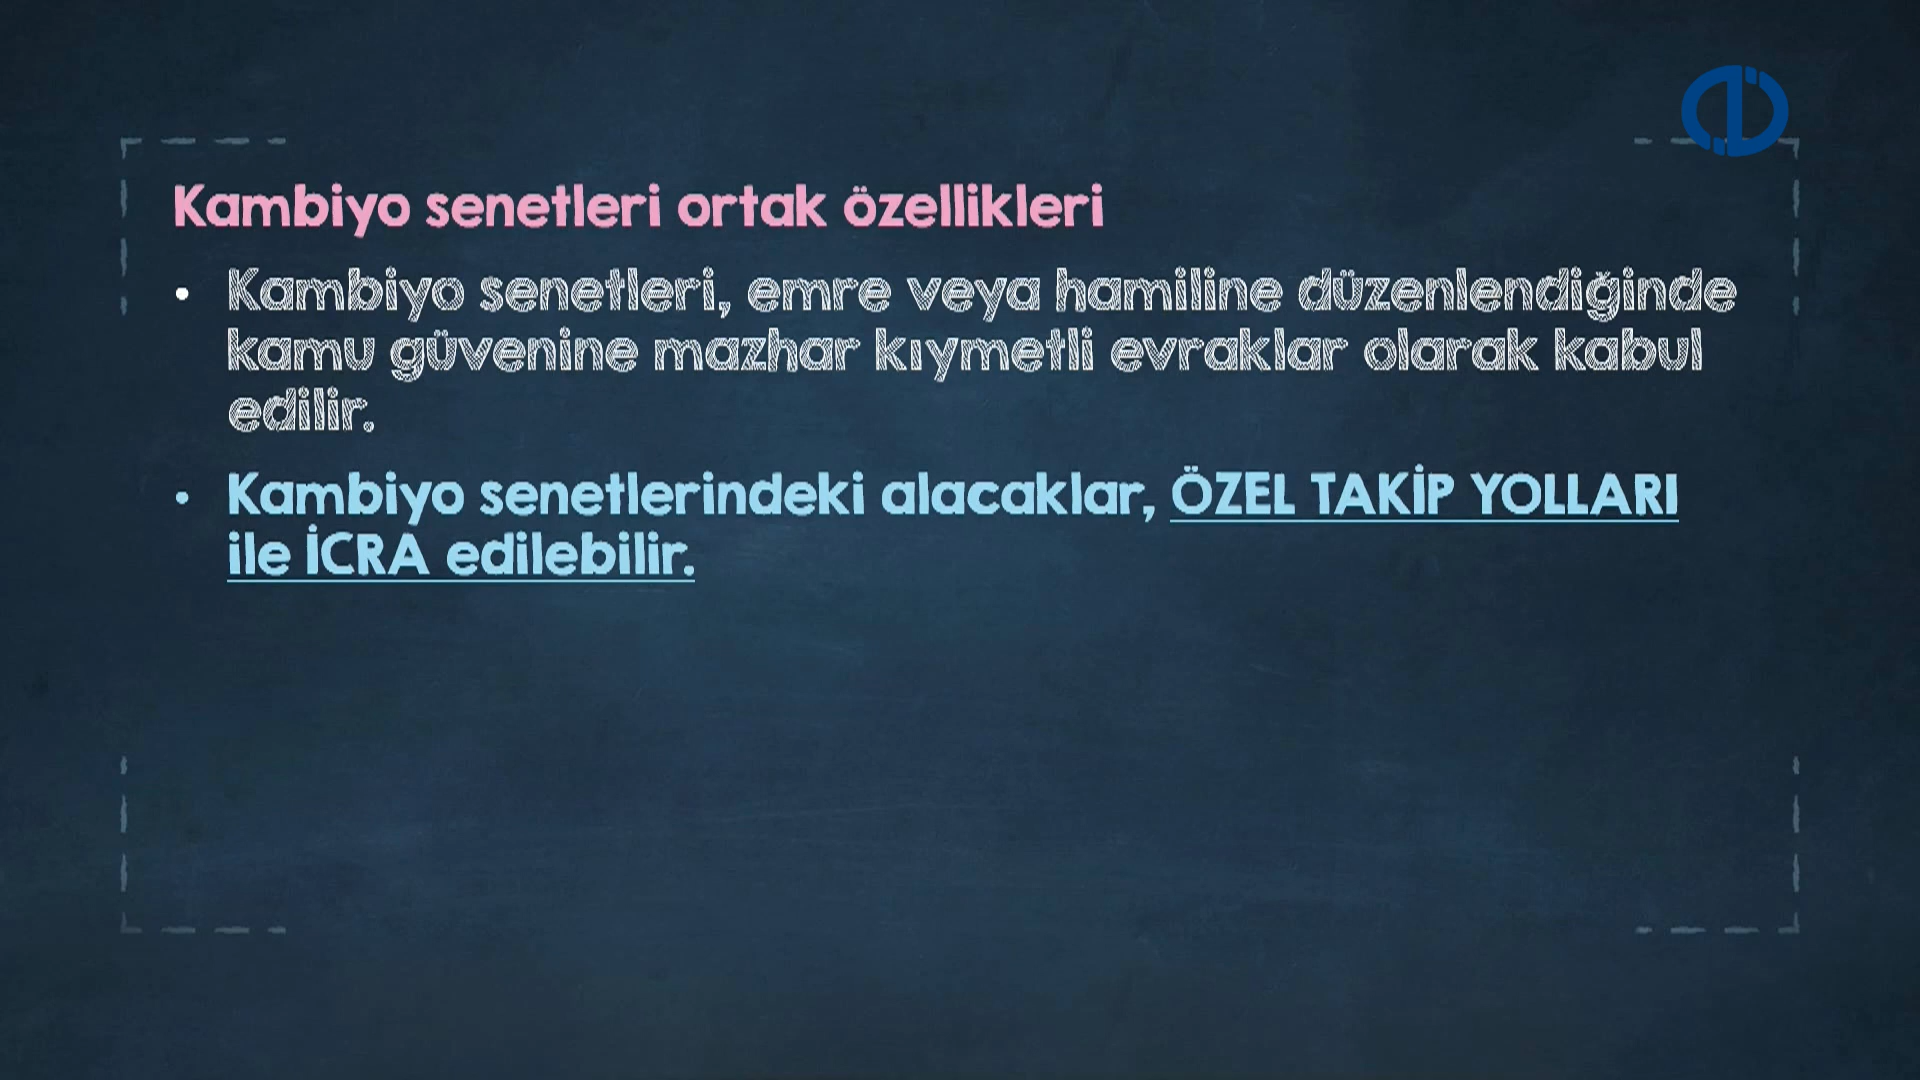 Kambiyo senetleri ortak özellikleri
• Kambiyo senetleri, emre veya hamiline düzenlendiğinde
kamu güvenine mazhar kıymetli evraklar olarak kabul
edilir.
• Kambiyo senetlerindeki alacaklar, ÖZEL TAKİP YOLLARI
ile İCRA edilebilir.